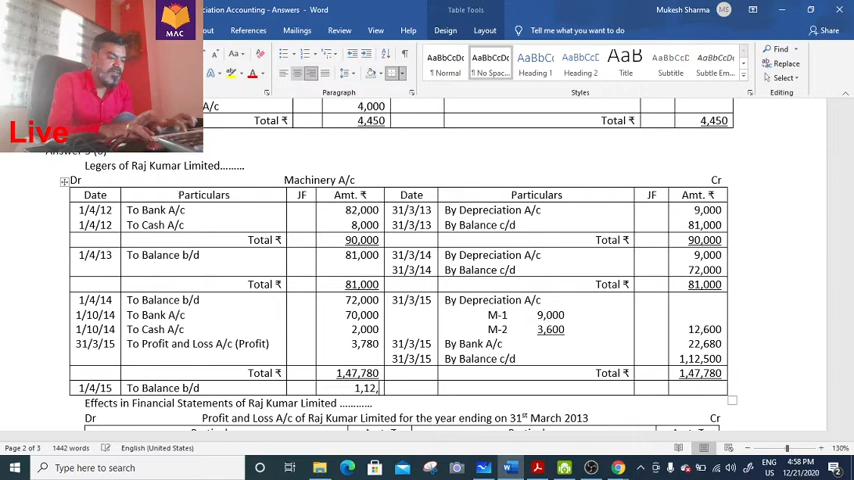 ociation Accounting - Answers - Word
Table Tools
Mukesh Sharma
MS
MAC
out References Mailings Review View Help Design Layout Tell me what you want to do Share
Aa
AaBbCcDc AaBbCcDc AaBbCc AaBbCcD AaB AaBbCcD AaBbCcDc
¶ Normal ¶ No Spac... Heading 1 Heading 2 Title Subtitle Subtle Em...
Find
Replace
Select
Paragraph Styles Editing
A/c 4,000
Total ₹ 4,450 Total ₹ 4,450
Live
Legers of Raj Kumar Limited.........
Dr Machinery A/c Cr
Date Particulars JF Amt. ₹ Date Particulars JF Amt. ₹
1/4/12 To Bank A/c 82,000 31/3/13 By Depreciation A/c 9,000
1/4/12 To Cash A/c 8,000 31/3/13 By Balance c/d 81,000
Total ₹ 90,000 Total ₹ 90,000
1/4/13 To Balance b/d 81,000 31/3/14 By Depreciation A/c 9,000
31/3/14 By Balance c/d 72,000
Total ₹ 81,000 Total ₹ 81,000
1/4/14 To Balance b/d 72,000 31/3/15 By Depreciation A/c
1/10/14 To Bank A/c 70,000 M-1 9,000
1/10/14 To Cash A/c 2,000 M-2 3,600 12,600
31/3/15 To Profit and Loss A/c (Profit) 3,780 31/3/15 By Bank A/c 22,680
31/3/15 By Balance c/d 1,12,500
Total ₹ 1,47,780 Total ₹ 1,47,780
1/4/15 To Balance b/d 1,12,
Effects in Financial Statements of Raj Kumar Limited ............
Dr Profit and Loss A/c of Raj Kumar Limited for the year ending on 31st March 2013 Cr
Page 2 of 3 1442 words English (United States) 130%
Type here to search
ENG
US
4:58 PM
12/21/2020